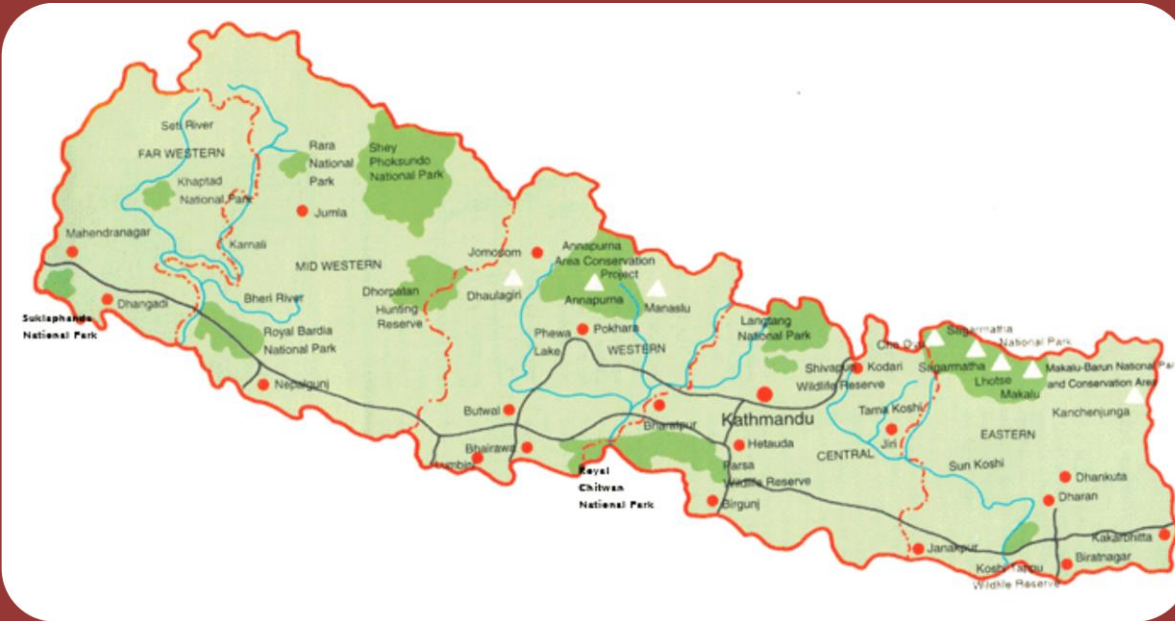 Seti River
FAR WESTERN
Khaptad
National Park
Rara
National
Park
Shey
Phoksundo
National Park
Jumla
Mahendranagar
Karnali
MID WESTERN
Dhangadi
Suklaphanda
National Park
Bheri River
Royal Bardia
National Park
Nepalgunj
Dhorpatan
Hunting
Reserve
Jomosom
Dhaulagiri
Annapurna
Area Conservation
Project
Annapurna
Manaslu
Phewa
Lake
Pokhara
WESTERN
Butwal
Bhairawa
Lumbini
Langtang
National Park
Shivapuri
Wildlife Reserve
Kodari
Kathmandu
Bharatpur
Hetauda
Royal
Chitwan
National Park
Parsa
Wildlife Reserve
Birgunj
CENTRAL
Tama Koshi
Jiri
Sagarmatha
National Park
Sagarmatha
Lhotse
Makalu
Makalu-Barun National
and Conservation Area
Kanchenjunga
EASTERN
Sun Koshi
Dhankuta
Dharan
Kakarbhitta
Biratnagar
Janakpur
Koshi Tappu
Wildlife Reserve